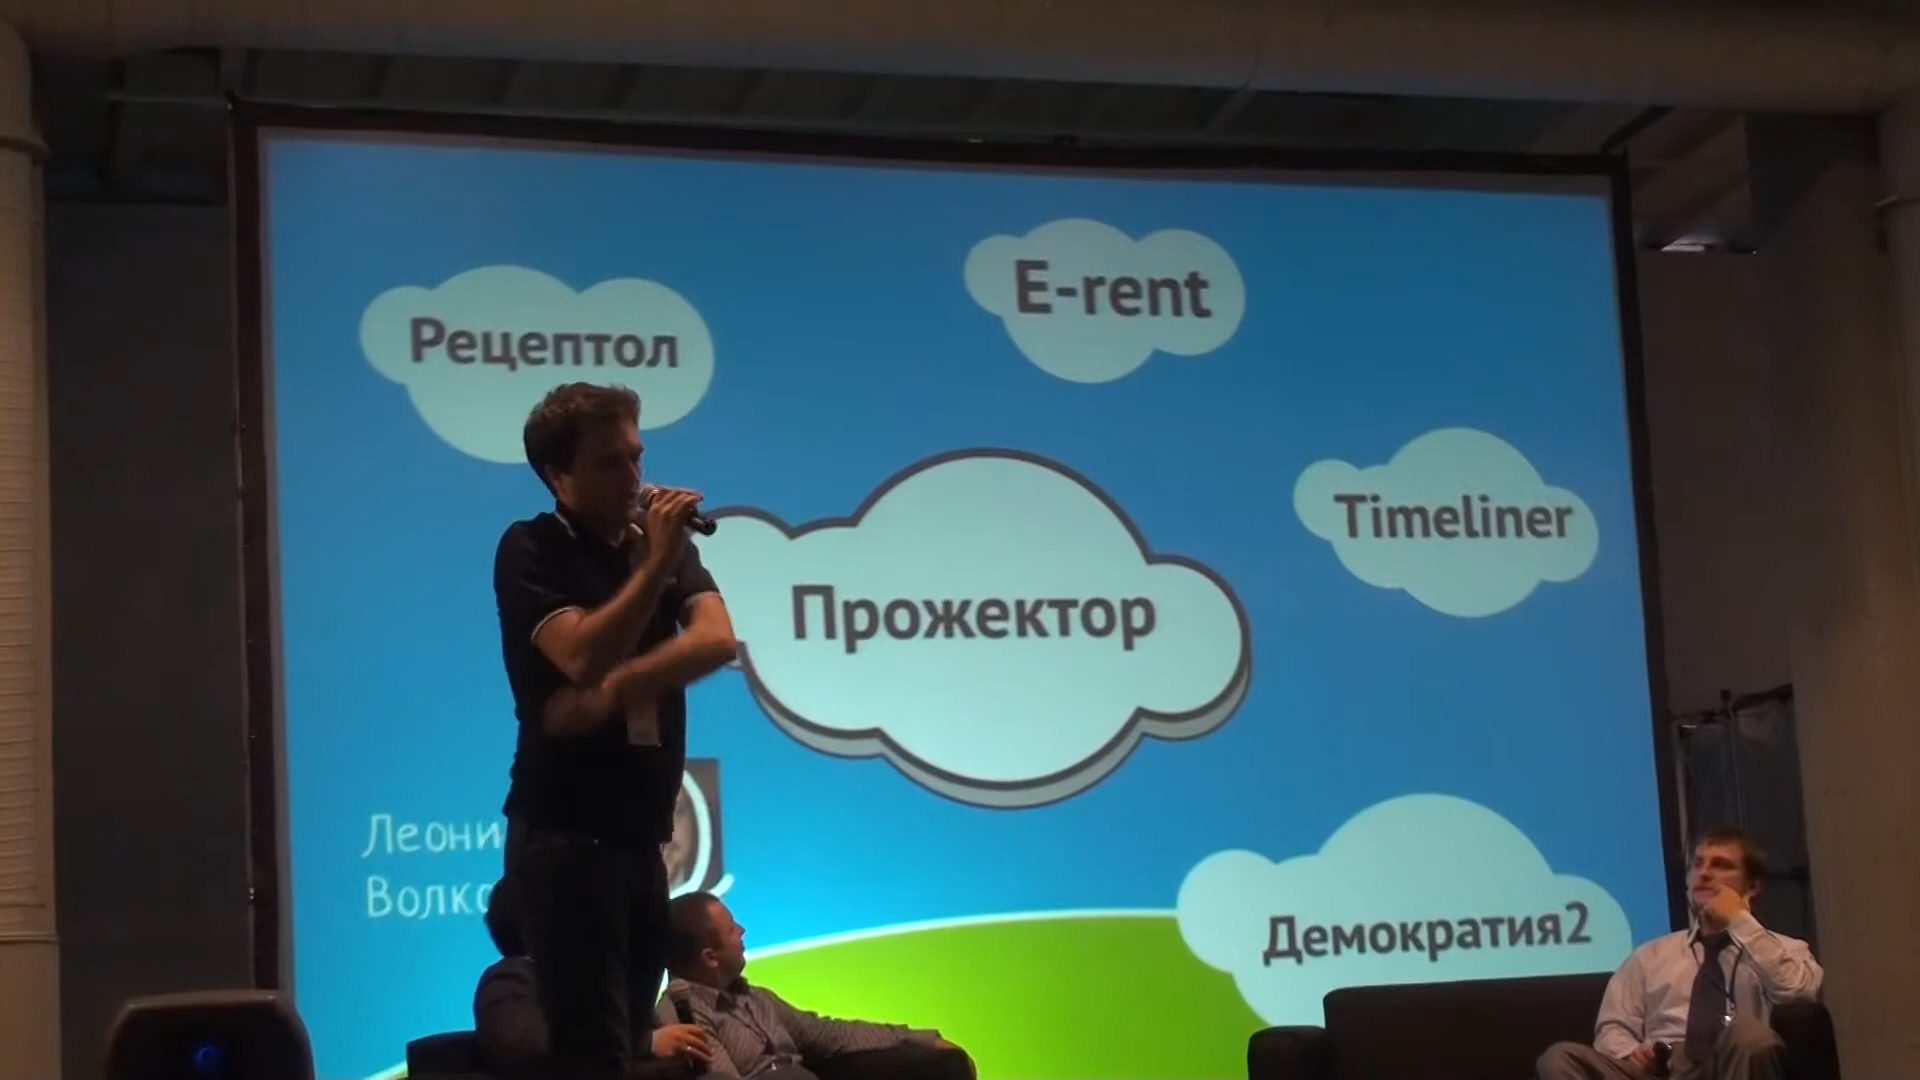 E-rent
Рецептол
Timeliner
Прожектор
Демократия2